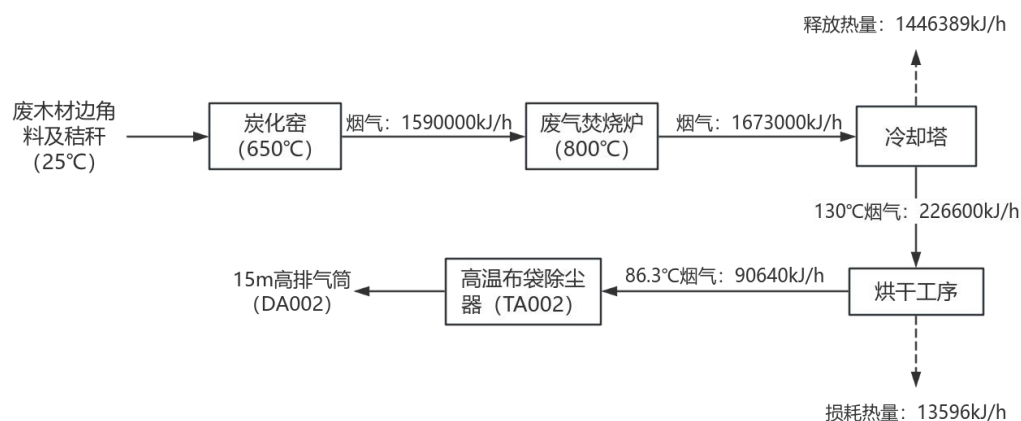 释放热量：1446389kJ/h
废木材边角
料及秸秆
（25℃）
炭化窑
（650℃）
烟气：1590000kJ/h
废气焚烧炉
（800℃）
烟气：1673000kJ/h
冷却塔
130℃烟气：226600kJ/h
15m高排气筒
（DA002）
高温布袋除尘
器（TA002）
86.3℃烟气：90640kJ/h
烘干工序
损耗热量：13596kJ/h